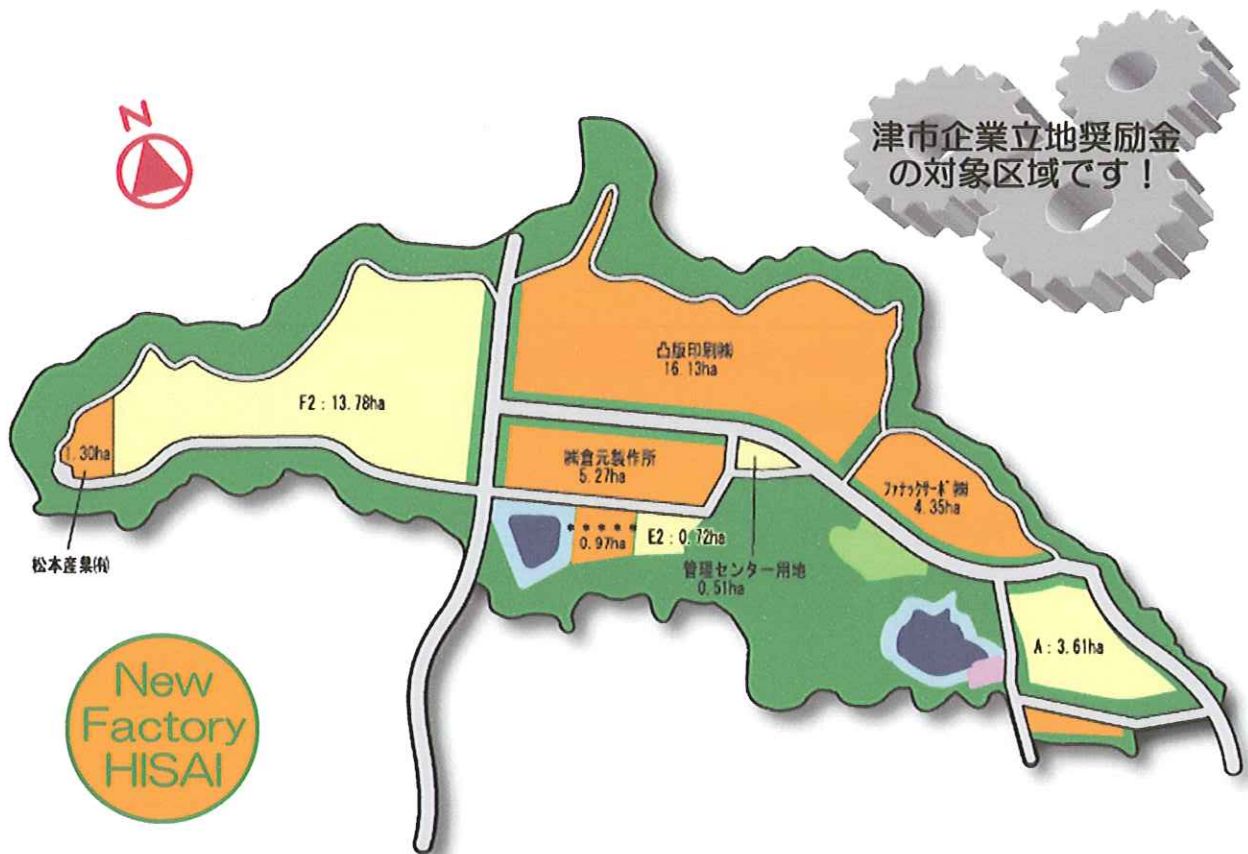 N
津市企業立地奨励金
の対象区域です！
凸版印刷㈱
16.13ha
F2：13.78ha
1.30ha
㈱倉元製作所
5.27ha
ファナックサーボ㈱
4.35ha
0.97ha
E2：0.72ha
松本産業㈲
管理センター用地
0.51ha
A：3.61ha
New
Factory
HISAI